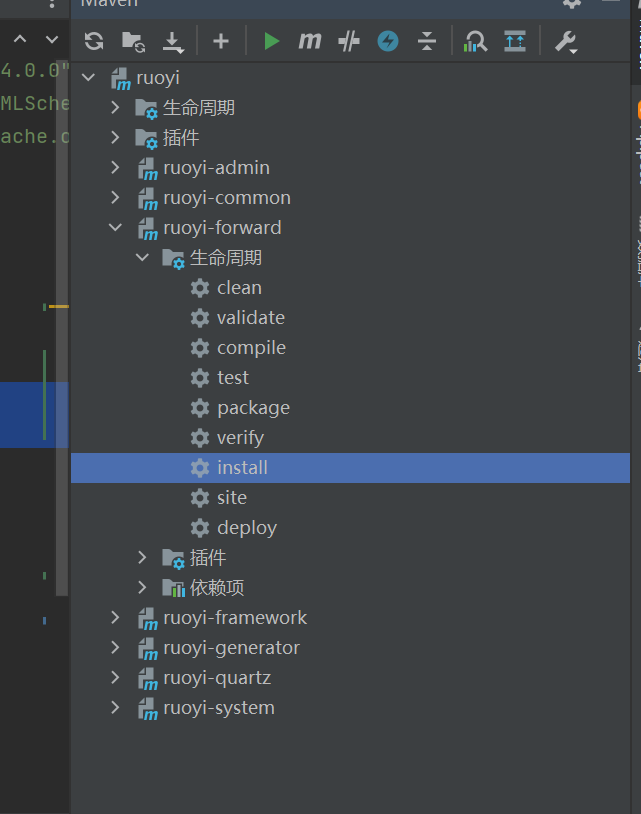 Maven
4.0.0"
MLSche
ache.o
ruoyi
生命周期
插件
ruoyi-admin
ruoyi-common
ruoyi-forward
生命周期
clean
validate
compile
test
package
verify
install
site
deploy
插件
依赖项
ruoyi-framework
ruoyi-generator
ruoyi-quartz
ruoyi-system